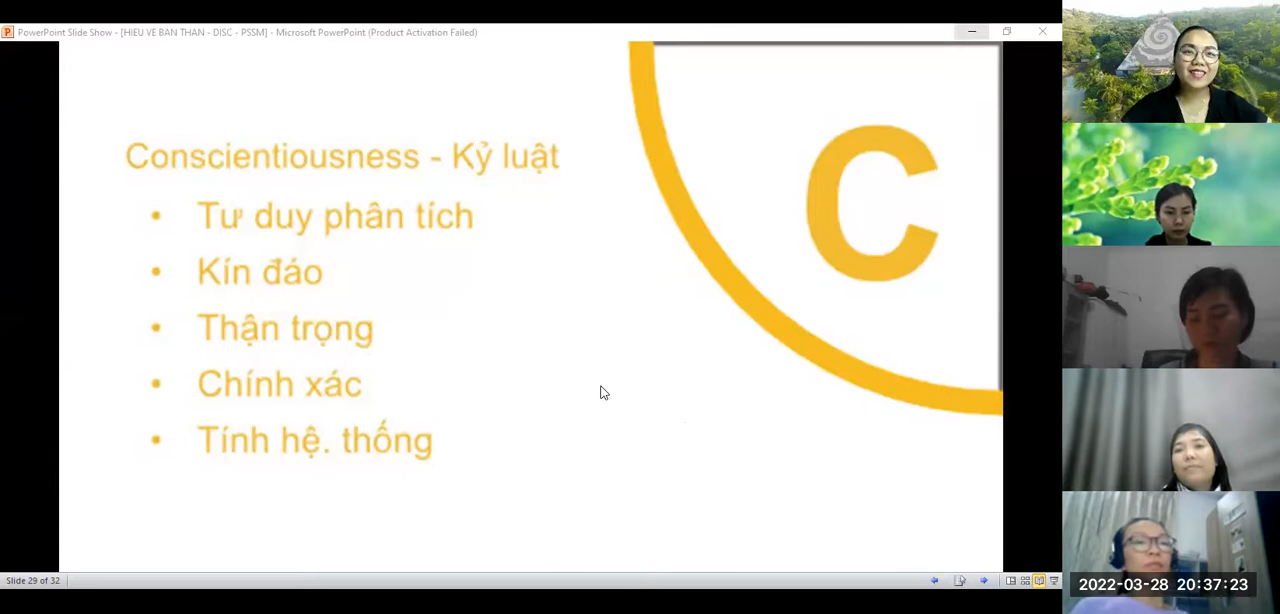 PowerPoint Slide Show - [HIEU VE BAN THAN - DISC - PSSM] - Microsoft PowerPoint (Product Activation Failed)
C
Conscientiousness - Kỷ luật
• Tư duy phân tích
• Kín đáo
• Thận trọng
• Chính xác
• Tính hệ. thống
Slide 29 of 32
2022-03-28 20:37:23